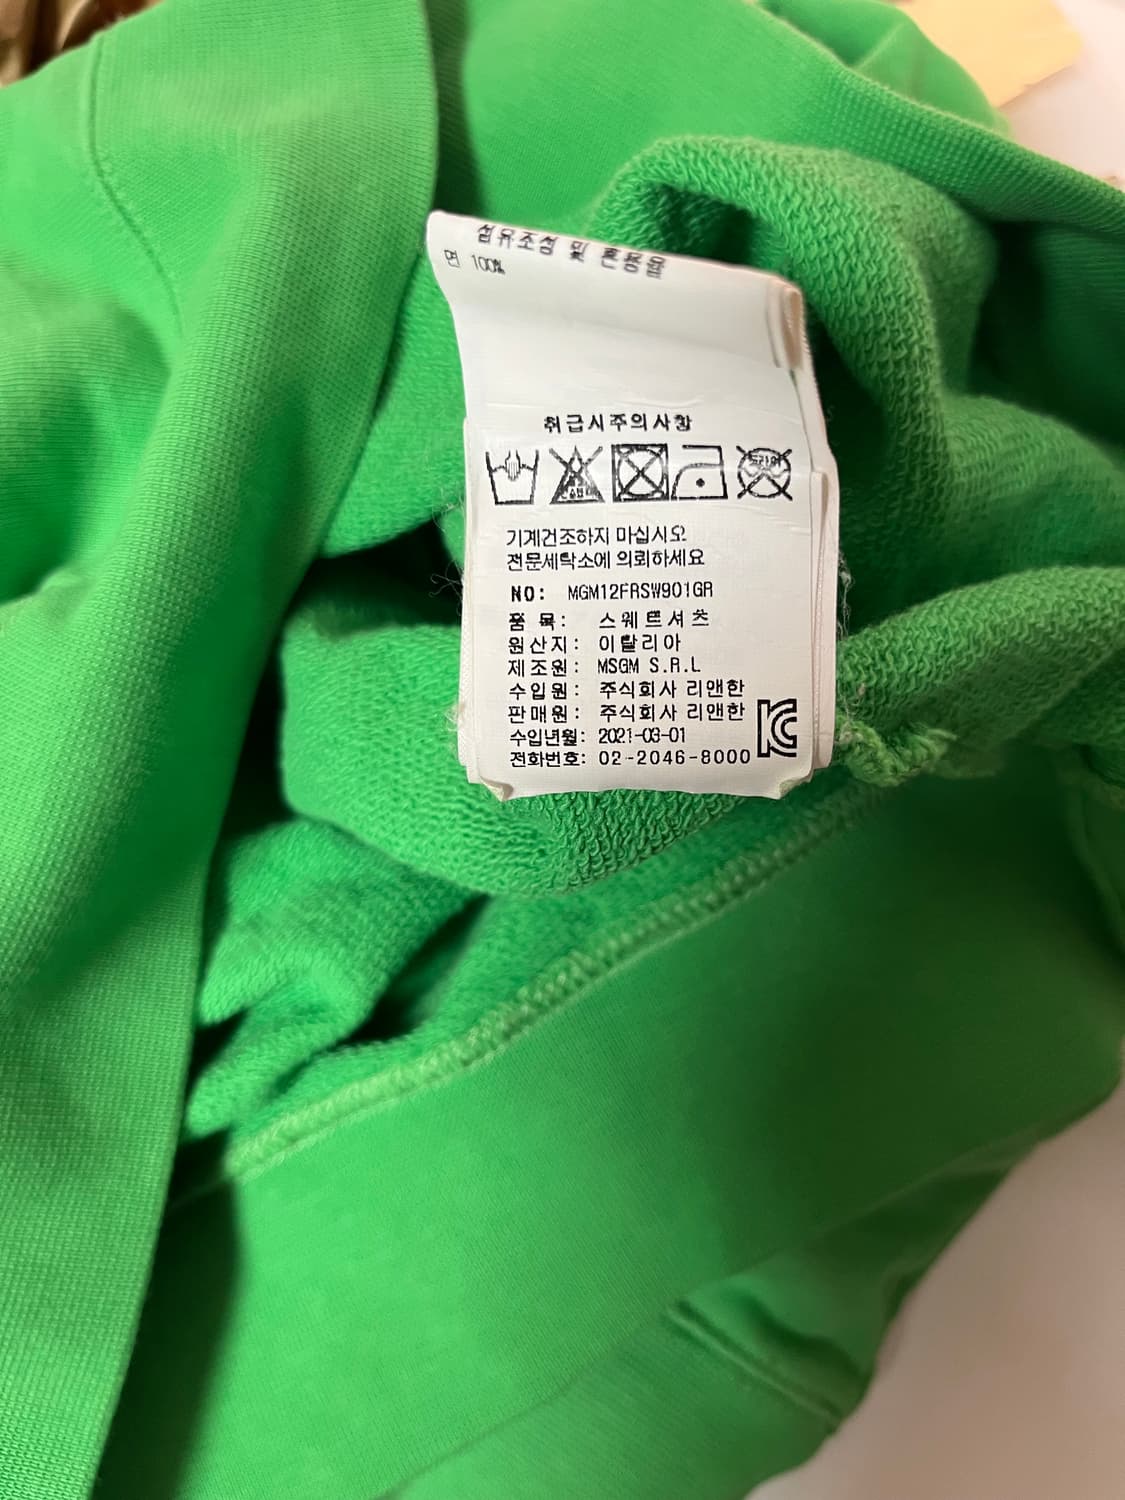 섬유조성 및 혼용율
면 100%
취급시주의사항
드라이
기계건조하지 마십시오
전문세탁소에 의뢰하세요
NO: MGM12FRSW901GR
품 목: 스웨트셔츠
원산지: 이탈리아
제조원: MSGM S.R.L
수입원: 주식회사 리앤한
판매원: 주식회사 리앤한
수입년월: 2021-03-01
전화번호: 02-2046-8000